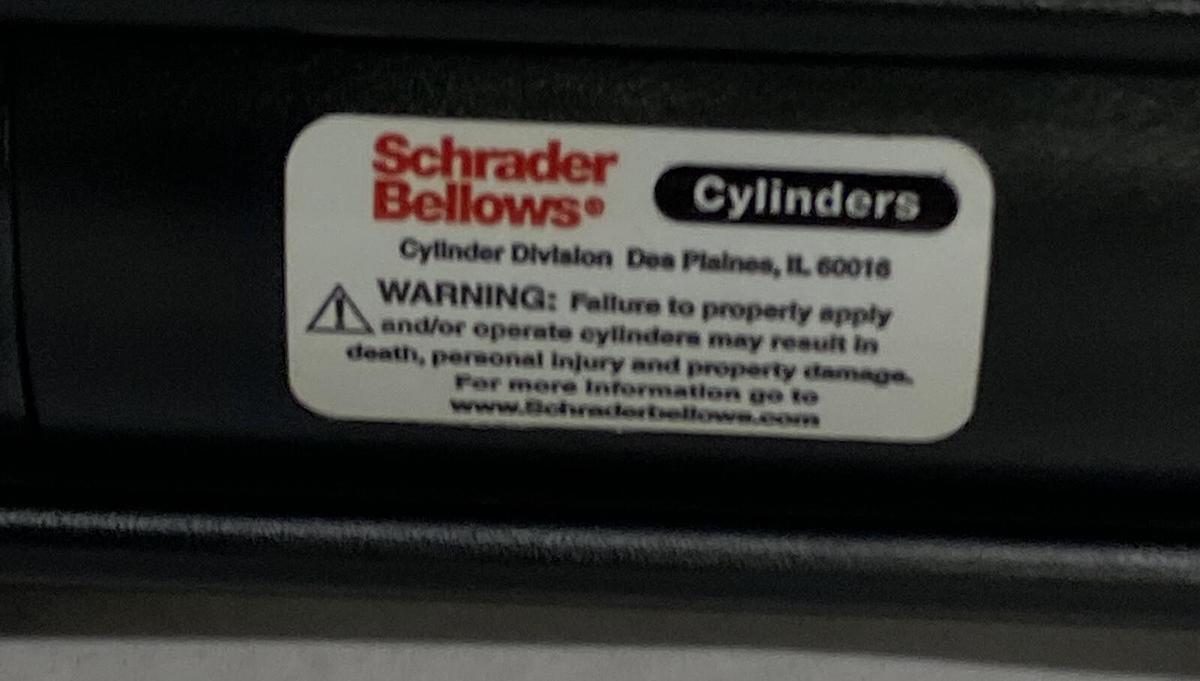 Schrader
Bellows®
Cylinders
Cylinder Division Des Plaines, IL 60016
WARNING: Failure to properly apply
and/or operate cylinders may result in
death, personal injury and property damage.
For more information go to
www.Schraderbellows.com